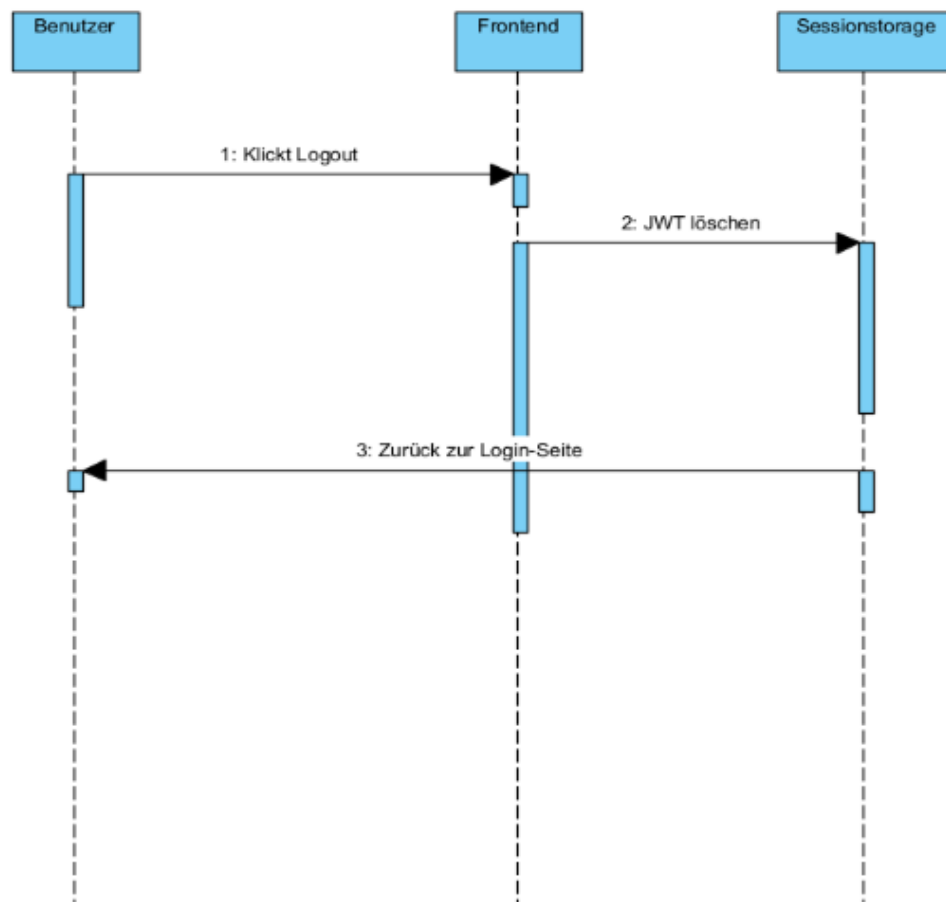 Benutzer
Frontend
Sessionstorage
1: Klickt Logout
2: JWT löschen
3: Zurück zur Login-Seite